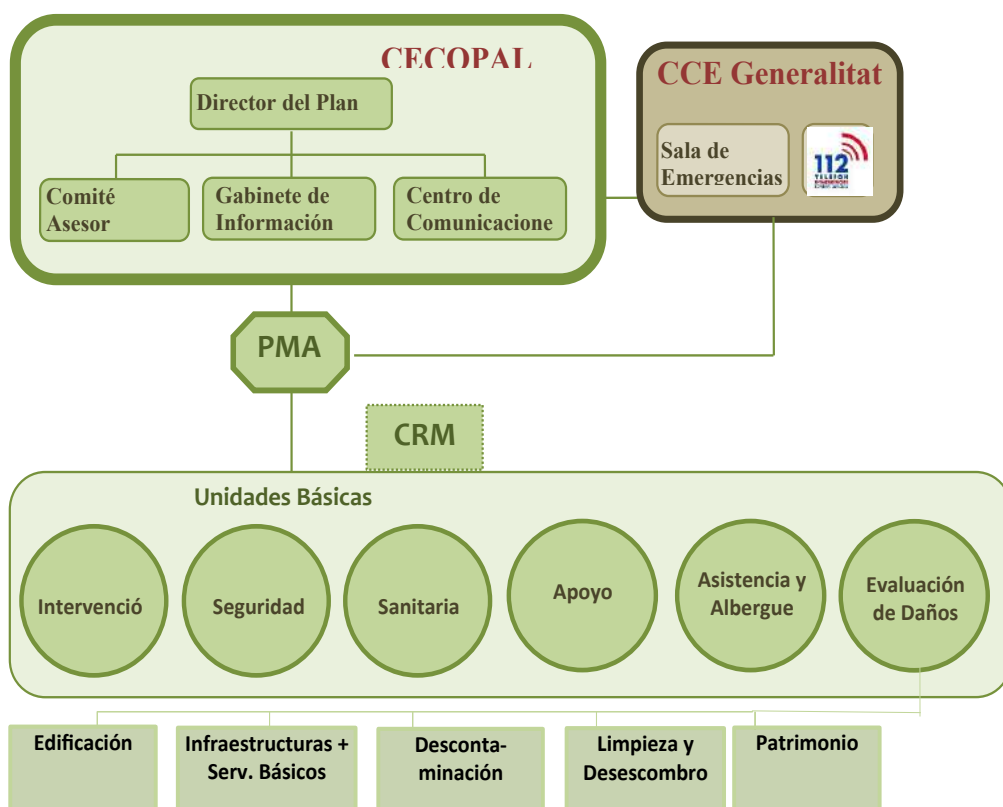 CECOPAL
Director del Plan
Comité
Asesor
Gabinete de
Información
Centro de
Comunicacione
CCE Generalitat
Sala de
Emergencias
112
PMA
CRM
Unidades Básicas
Intervenció
Seguridad
Sanitaria
Apoyo
Asistencia y
Albergue
Evaluación
de Daños
Edificación
Infraestructuras +
Serv. Básicos
Desconta-
minación
Limpieza y
Desescombro
Patrimonio